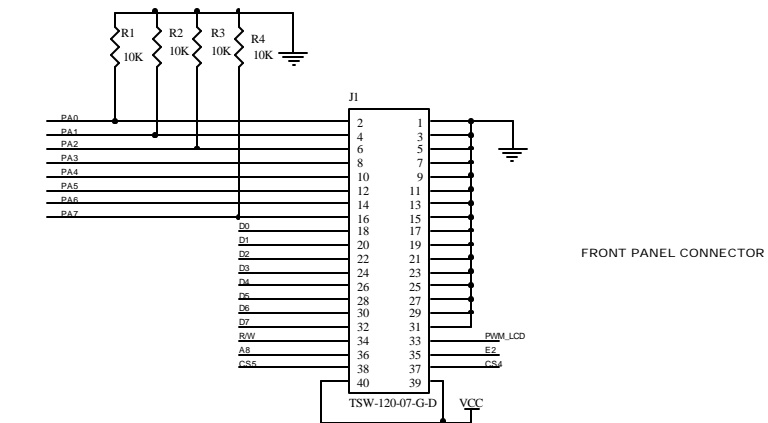 R1 R2 R3 R4
10K 10K 10K 10K
J1
PA0 2 1
PA1 4 3
PA2 6 5
PA3 8 7
PA4 10 9
PA5 12 11
PA6 14 13
PA7 16 15
D0 18 17
D1 20 19
D2 22 21
D3 24 23
D4 26 25
D5 28 27
D6 30 29
D7 32 31
R/W 34 33 PWM_LCD
A8 36 35 E2
CS5 38 37 CS4
40 39
TSW-120-07-G-D VCC
FRONT PANEL CONNECTOR